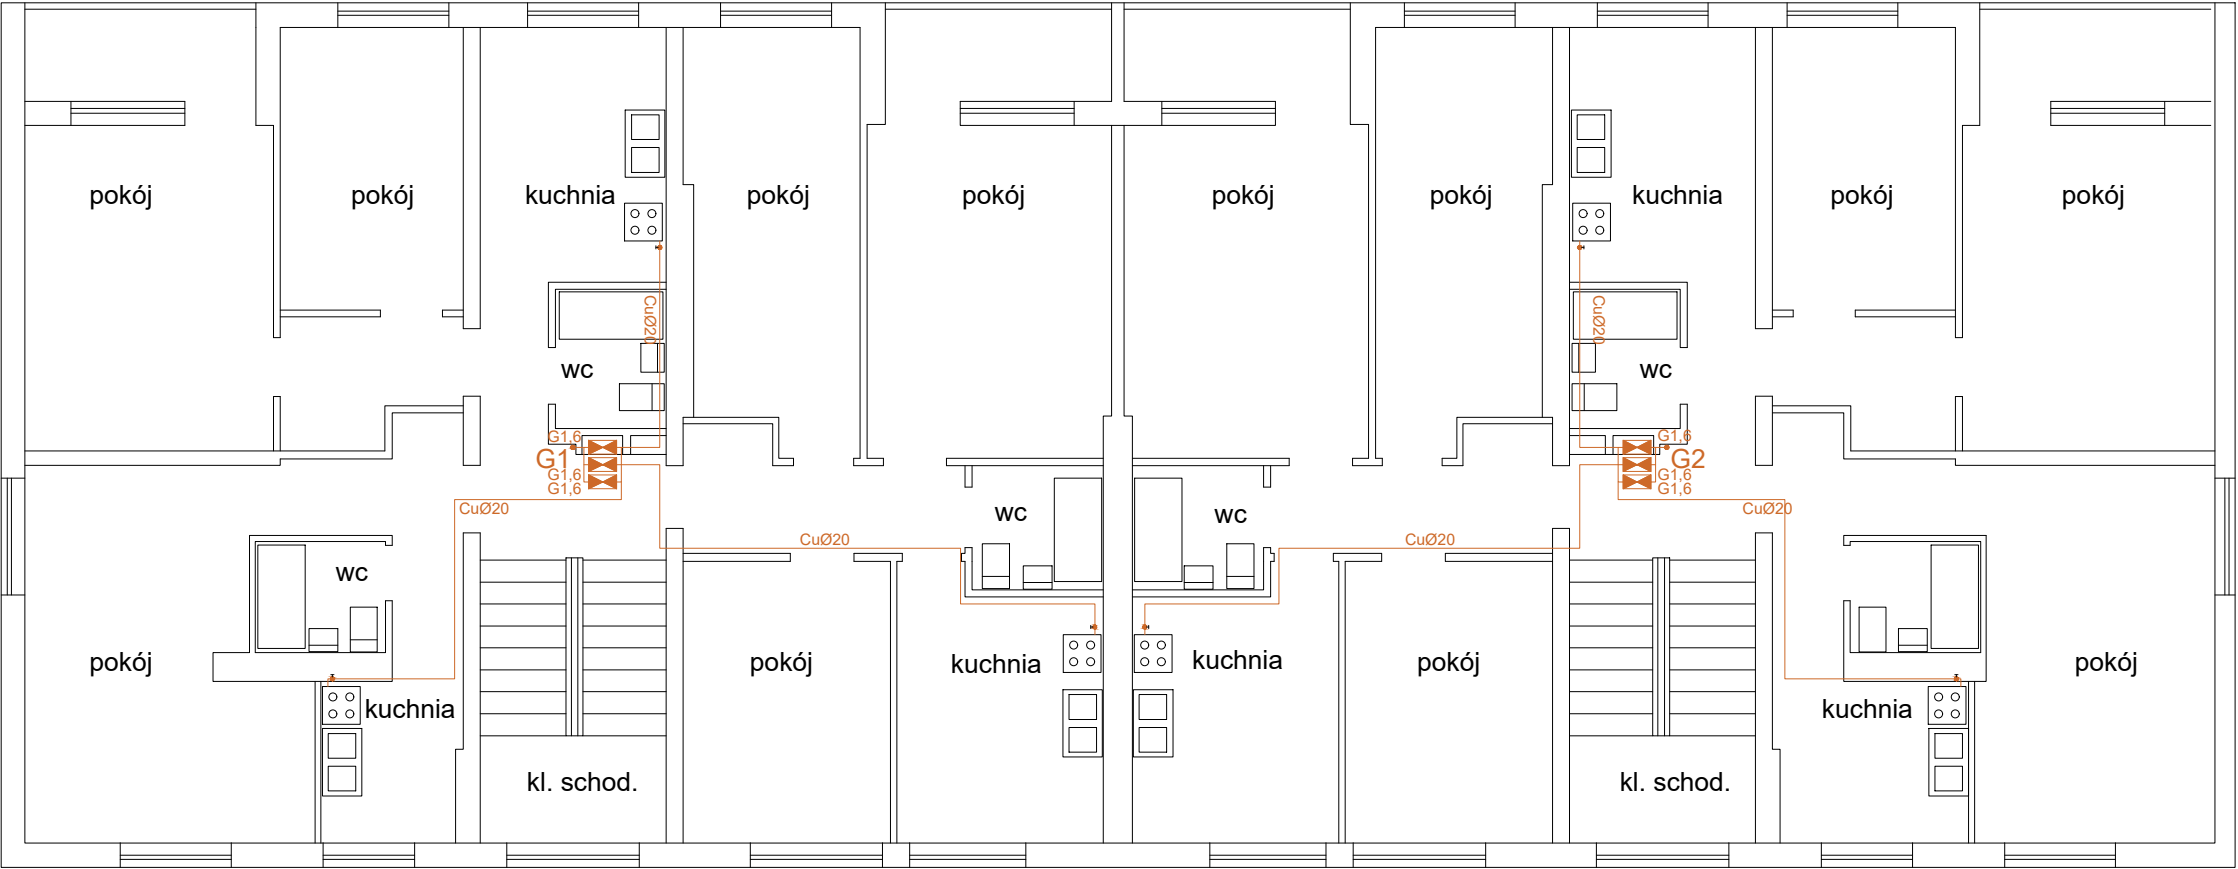 pokój
pokój
kuchnia
pokój
pokój
pokój
pokój
kuchnia
pokój
pokój
CuØ20
CuØ20
wc
wc
G1,6
G1
G1,6
G1,6
G1,6
G2
G1,6
G1,6
CuØ20
CuØ20
wc
wc
CuØ20
CuØ20
wc
pokój
pokój
kuchnia
kuchnia
pokój
pokój
kuchnia
kuchnia
kl. schod.
kl. schod.